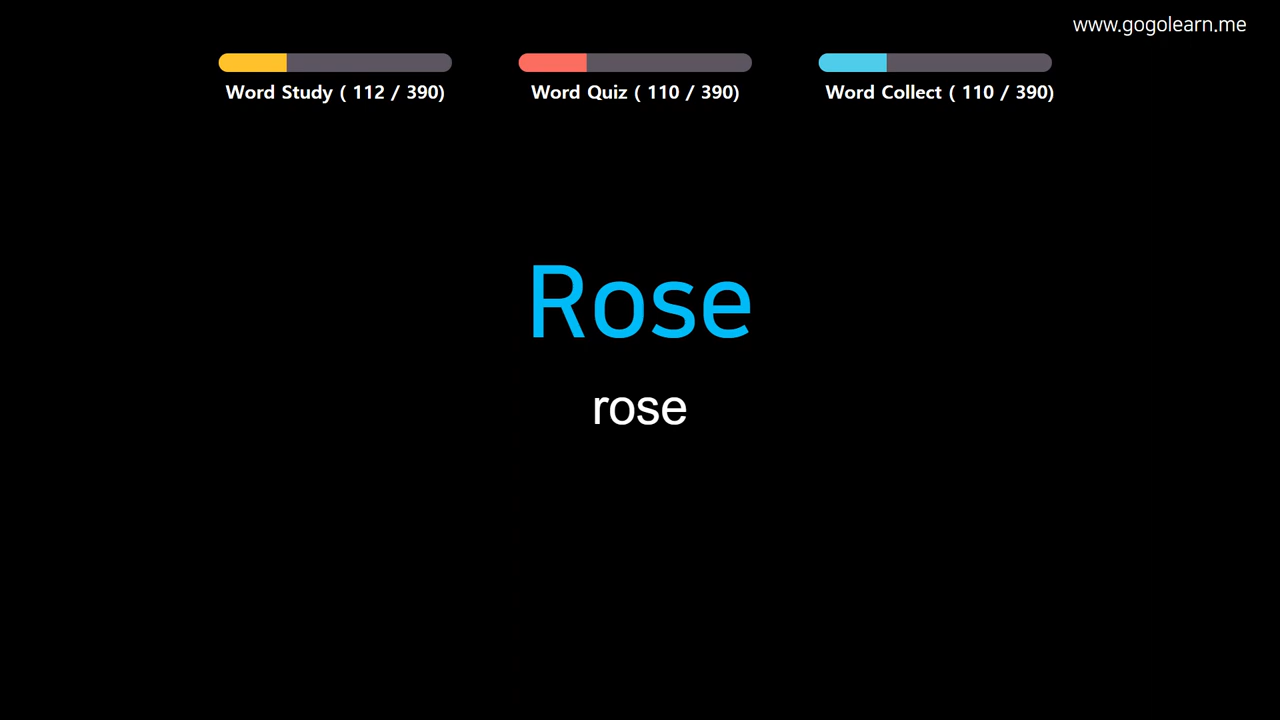 www.gogolearn.me
Word Study ( 112 / 390)
Word Quiz ( 110 / 390)
Word Collect ( 110 / 390)
Rose
rose